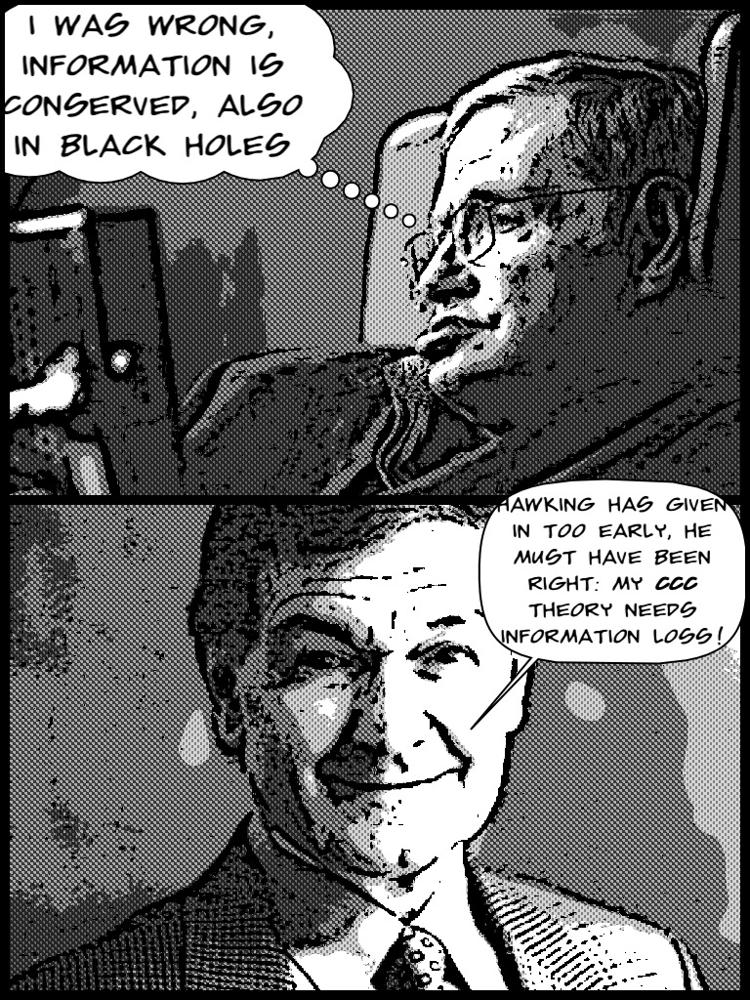 I WAS WRONG,
INFORMATION IS
CONSERVED, ALSO
IN BLACK HOLES
HAWKING HAS GIVEN
IN TOO EARLY, HE
MUST HAVE BEEN
RIGHT: MY CCC
THEORY NEEDS
INFORMATION LOSS!